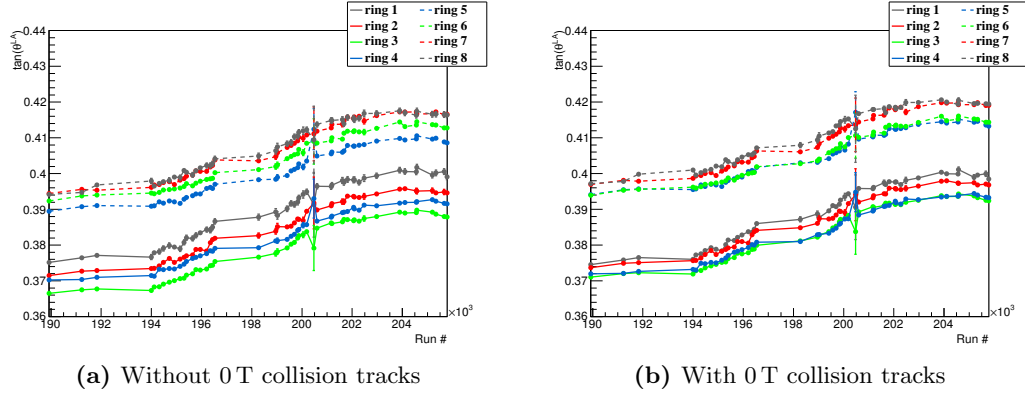 ring 1 ring 5
ring 2 ring 6
ring 3 ring 7
ring 4 ring 8
tan(θ^LA)
-0.44
0.43
0.42
0.41
0.4
0.39
0.38
0.37
0.36
190 192 194 196 198 200 202 204
×10³
Run #
(a) Without 0 T collision tracks
ring 1 ring 5
ring 2 ring 6
ring 3 ring 7
ring 4 ring 8
tan(θ^LA)
-0.44
0.43
0.42
0.41
0.4
0.39
0.38
0.37
0.36
190 192 194 196 198 200 202 204
×10³
Run #
(b) With 0 T collision tracks